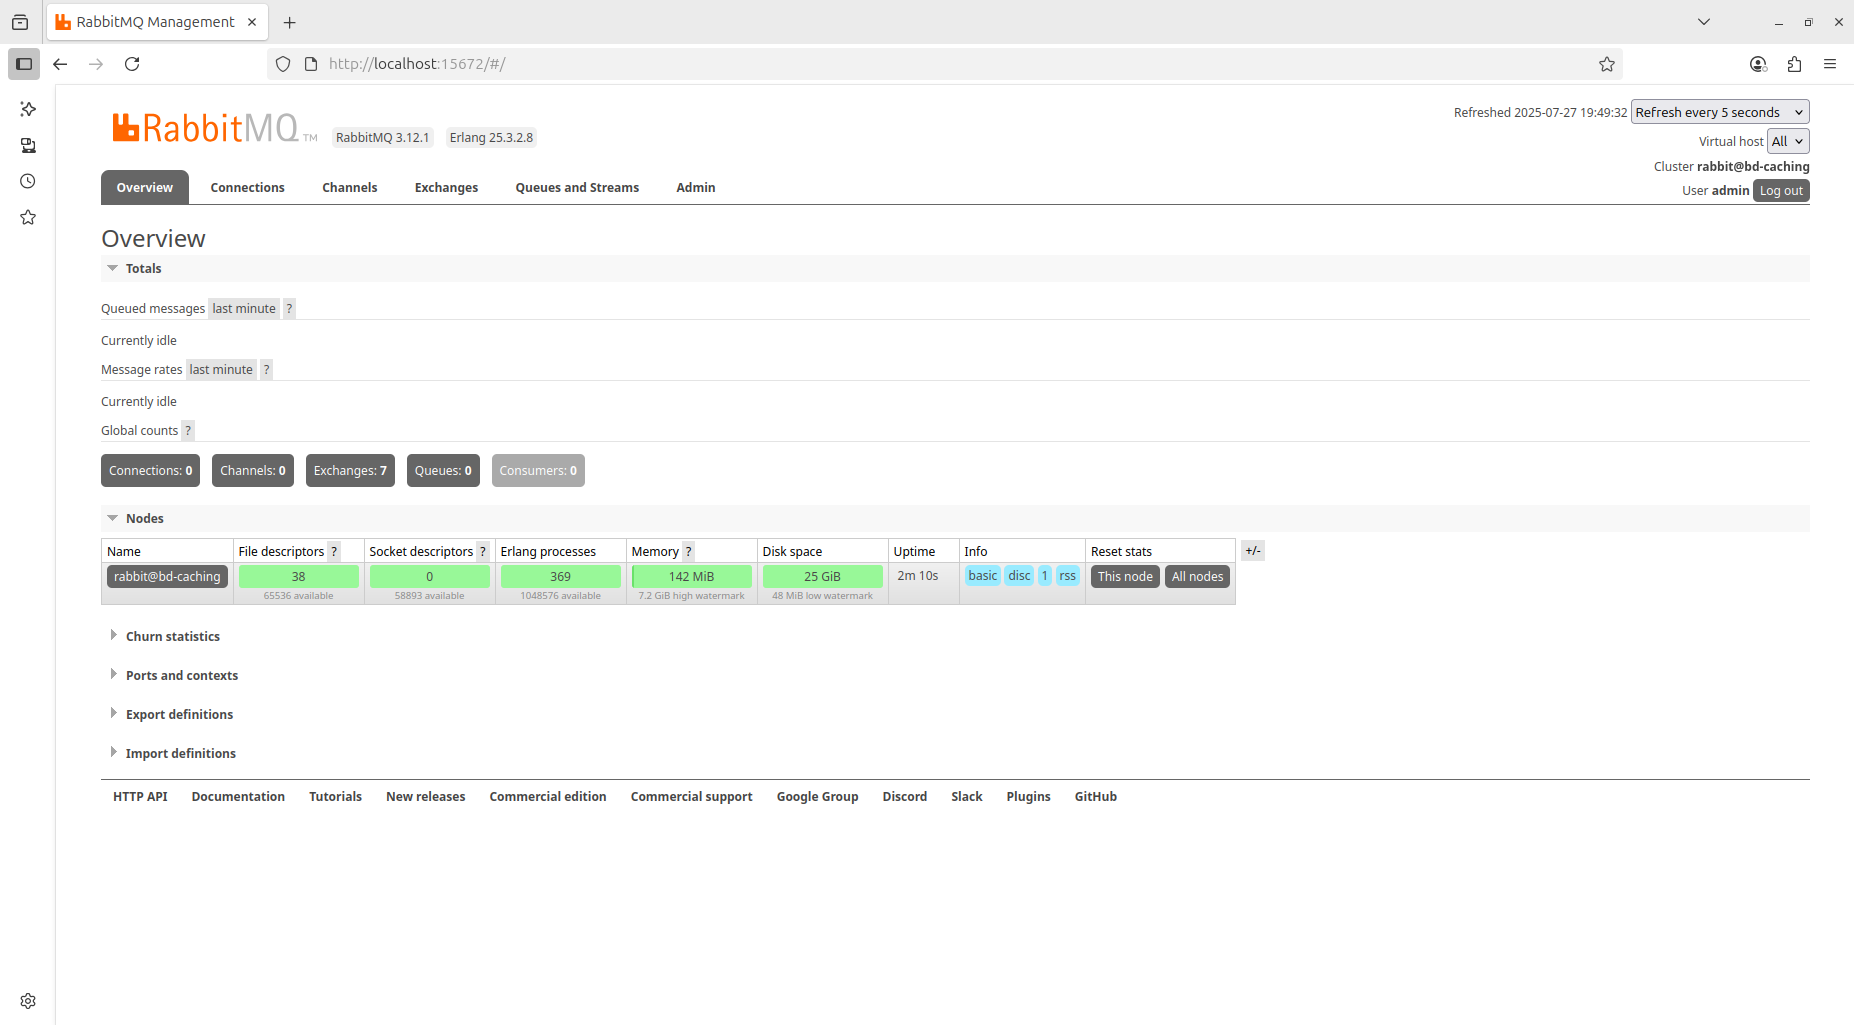 RabbitMQ Management
http://localhost:15672/#/
RabbitMQ TM RabbitMQ 3.12.1 Erlang 25.3.2.8
Refreshed 2025-07-27 19:49:32 Refresh every 5 seconds
Virtual host All
Cluster rabbit@bd-caching
User admin Log out
Overview Connections Channels Exchanges Queues and Streams Admin
Overview
Totals
Queued messages last minute ?
Currently idle
Message rates last minute ?
Currently idle
Global counts ?
Connections: 0 Channels: 0 Exchanges: 7 Queues: 0 Consumers: 0
Nodes
Name File descriptors ? Socket descriptors ? Erlang processes Memory ? Disk space Uptime Info Reset stats +/-
rabbit@bd-caching 38 0 369 142 MiB 25 GiB 2m 10s basic disc 1 rss This node All nodes
65536 available 58893 available 1048576 available 7.2 GiB high watermark 48 MiB low watermark
Churn statistics
Ports and contexts
Export definitions
Import definitions
HTTP API Documentation Tutorials New releases Commercial edition Commercial support Google Group Discord Slack Plugins GitHub